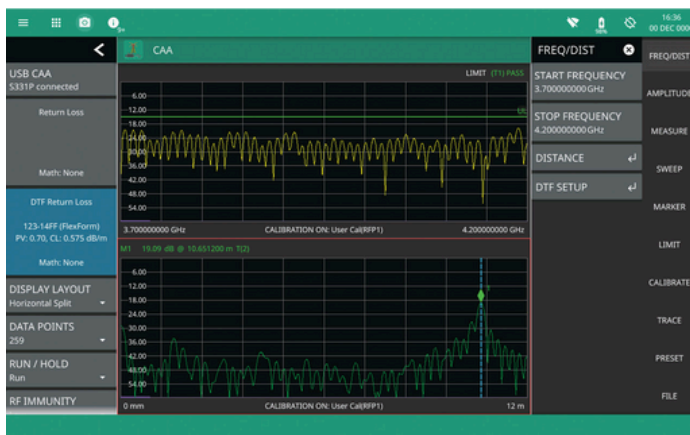 9+
98%
16:36
00 DEC 0000
CAA
FREQ/DIST
FREQ/DIST
USB CAA
S331P connected
LIMIT (T1) PASS
START FREQUENCY
3.700000000 GHz
AMPLITUDE
Return Loss
6.00
12.00
18.00
24.00
30.00
36.00
42.00
48.00
54.00
STOP FREQUENCY
4.200000000 GHz
MEASURE
Math: None
DISTANCE
SWEEP
DTF Return Loss
DTF SETUP
MARKER
123-14FF (FlexForm)
PV: 0.70, CL: 0.575 dB/m
3.700000000 GHz
CALIBRATION ON: User Cal(RFP1)
4.200000000 GHz
LIMIT
M1 19.09 dB @ 10.651200 m T(2)
Math: None
6.00
12.00
18.00
24.00
30.00
36.00
42.00
48.00
54.00
CALIBRATE
DISPLAY LAYOUT
Horizontal Split
TRACE
DATA POINTS
259
PRESET
RUN / HOLD
Run
RF IMMUNITY
0 mm
CALIBRATION ON: User Cal(RFP1)
12 m
FILE